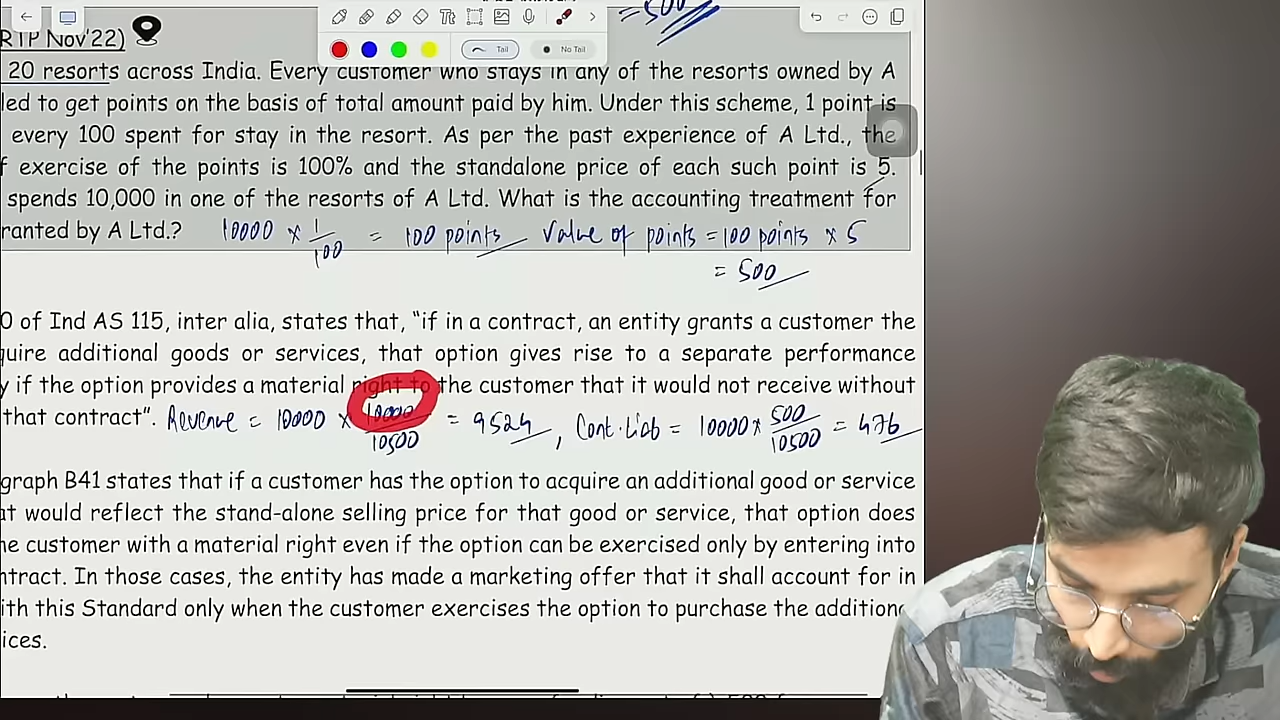 = 500
Tail No Tail
RTP Nov'22)
20 resorts across India. Every customer who stays in any of the resorts owned by A
led to get points on the basis of total amount paid by him. Under this scheme, 1 point is
every 100 spent for stay in the resort. As per the past experience of A Ltd., the
f exercise of the points is 100% and the standalone price of each such point is 5.
spends 10,000 in one of the resorts of A Ltd. What is the accounting treatment for
ranted by A Ltd.? 10000 × 1/100 = 100 points Value of points = 100 points × 5
= 500
0 of Ind AS 115, inter alia, states that, “if in a contract, an entity grants a customer the
quire additional goods or services, that option gives rise to a separate performance
y if the option provides a material right to the customer that it would not receive without
that contract”. Revenue = 10000 × 10000/10500 = 9524, Cont. Liab = 10000 × 500/10500 = 476
graph B41 states that if a customer has the option to acquire an additional good or service
at would reflect the stand-alone selling price for that good or service, that option does
he customer with a material right even if the option can be exercised only by entering into
ntract. In those cases, the entity has made a marketing offer that it shall account for in
ith this Standard only when the customer exercises the option to purchase the addition
ices.